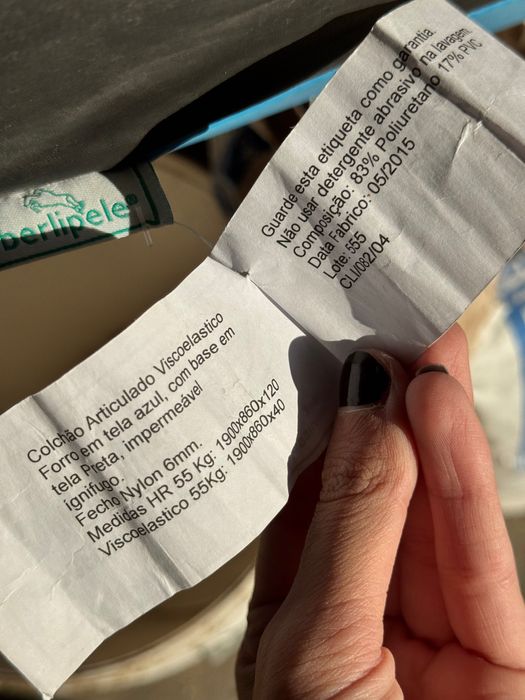 berlipele®
Guarde esta etiqueta como garantia
Não usar detergente abrasivo na lavagem
Composição: 83% Poliuretano 17% PVC
Data Fabrico: 05/2015
Lote: 555
CLI/082/04
Colchão Articulado Viscoelastico
Forro em tela azul, com base em
tela Preta, impermeável
ignifugo.
Fecho Nylon 6mm.
Medidas HR 55 Kg: 1900x860x120
Viscoelastico 55Kg: 1900x860x40